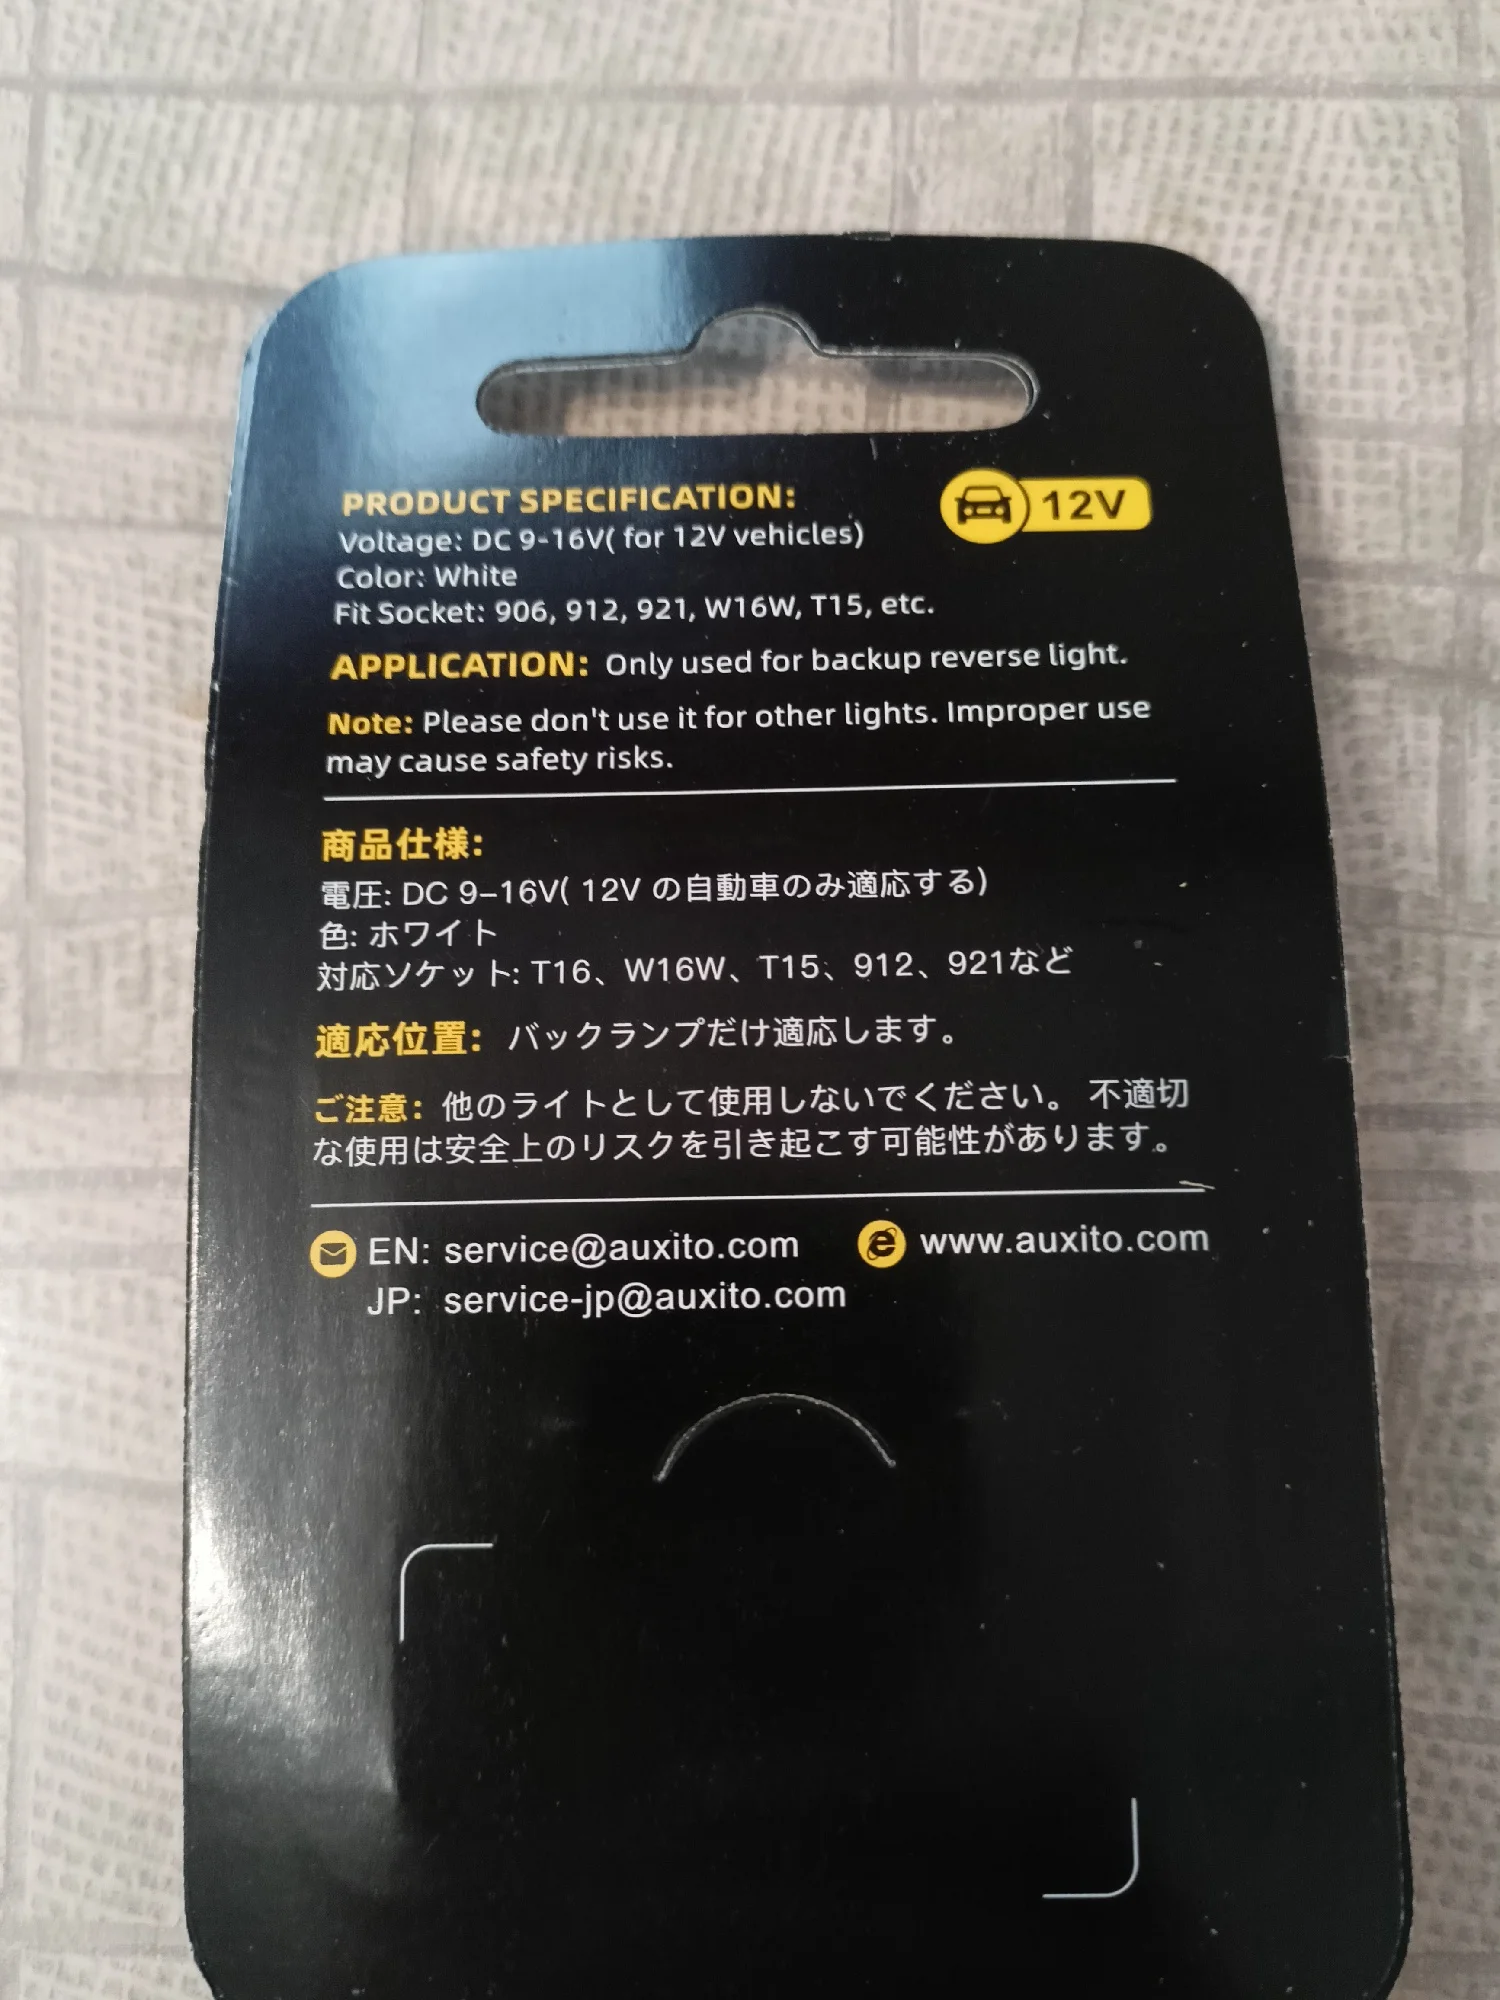 PRODUCT SPECIFICATION:
12V
Voltage: DC 9-16V( for 12V vehicles)
Color: White
Fit Socket: 906, 912, 921, W16W, T15, etc.
APPLICATION: Only used for backup reverse light.
Note: Please don't use it for other lights. Improper use
may cause safety risks.
商品仕様:
電圧: DC 9–16V( 12V の自動車のみ適応する)
色: ホワイト
対応ソケット: T16、W16W、T15、912、921など
適応位置: バックランプだけ適応します。
ご注意: 他のライトとして使用しないでください。 不適切
な使用は安全上のリスクを引き起こす可能性があります。
EN: service@auxito.com www.auxito.com
JP: service-jp@auxito.com